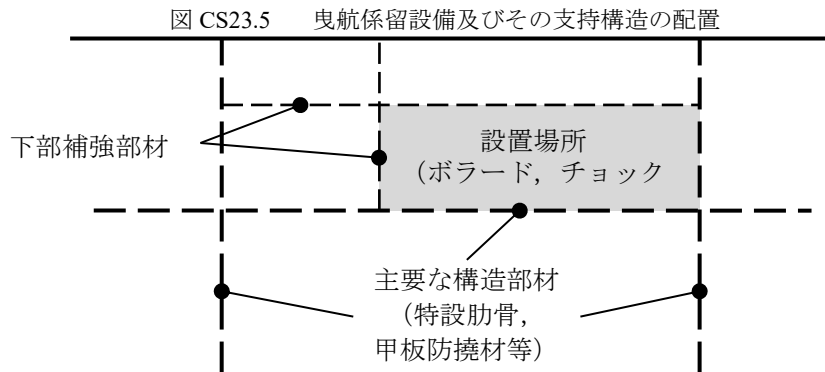 図 CS23.5 曳航係留設備及びその支持構造の配置
下部補強部材
設置場所
(ボラード，チョック
主要な構造部材
（特設肋骨，
甲板防撓材等）